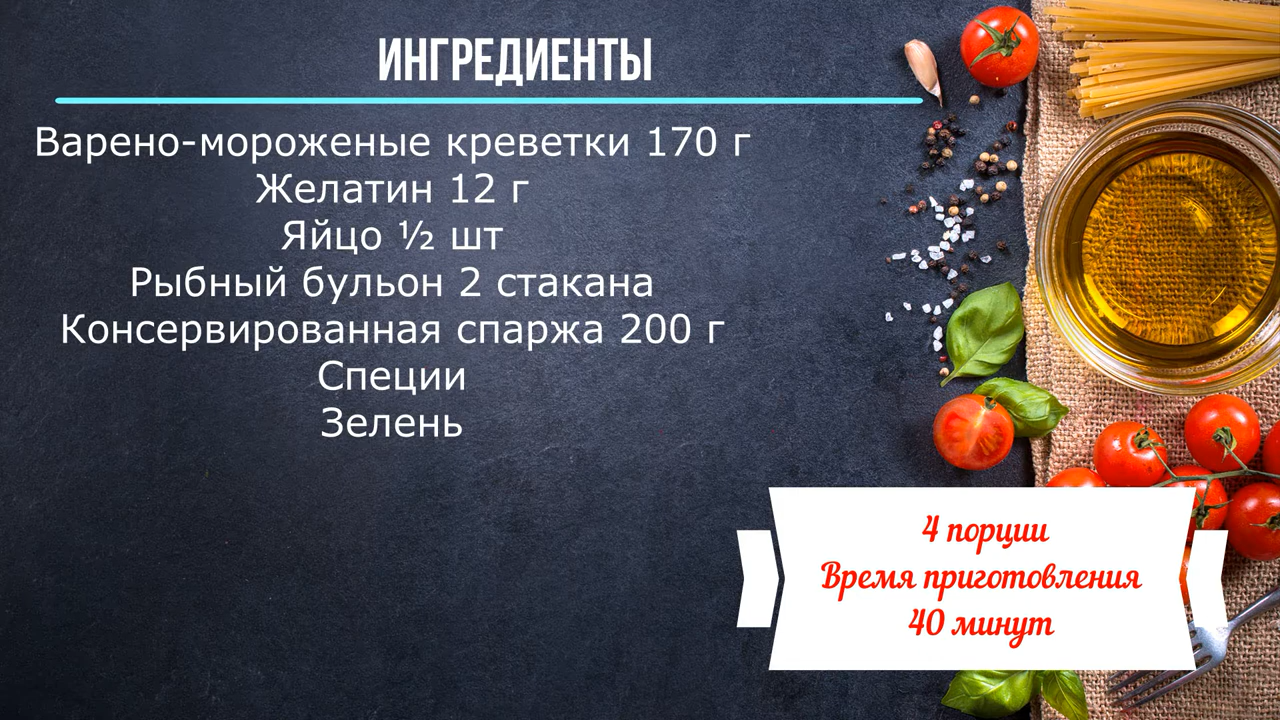 ИНГРЕДИЕНТЫ
Варено-мороженые креветки 170 г
Желатин 12 г
Яйцо ½ шт
Рыбный бульон 2 стакана
Консервированная спаржа 200 г
Специи
Зелень
4 порции
Время приготовления
40 минут